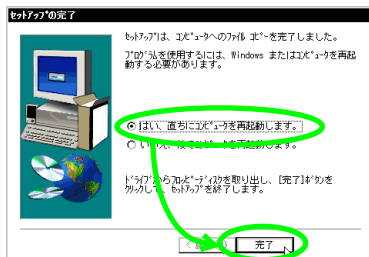 セットアップの完了
セットアップは、コンピュータへのファイル コピーを完了しました。
プログラムを使用するには、Windows またはコンピュータを再起
動する必要があります。
はい、直ちにコンピュータを再起動します。
いいえ、後でコンピュータを再起動します。
ドライブからフロッピーディスクを取り出し、[完了]ボタンを
クリックして、セットアップを終了します。
完了